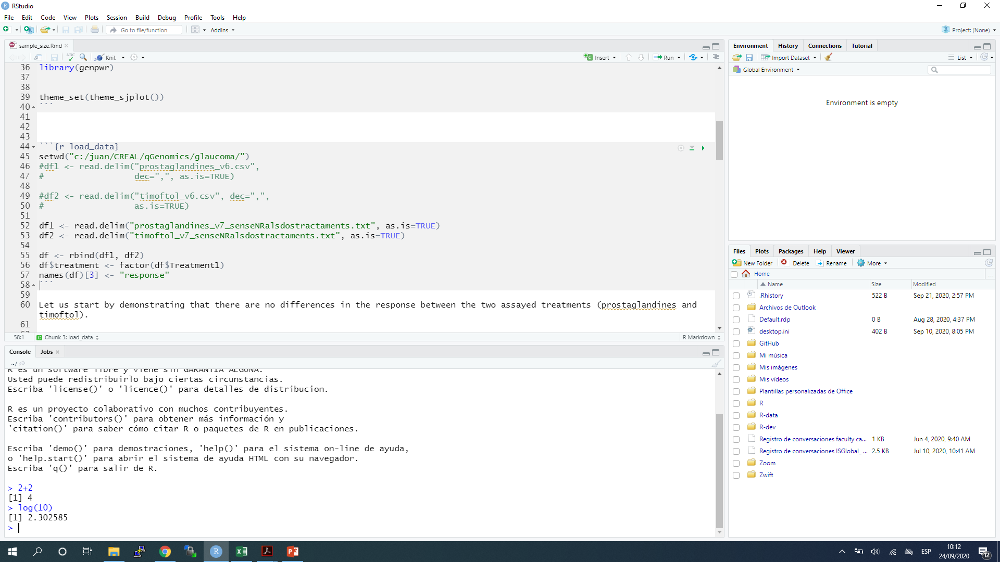 RStudio
File Edit Code View Plots Session Build Debug Profile Tools Help
Go to file/function Addins Project: (None)
sample_size.Rmd
ABC Knit Insert Run
36 library(genpwr)
37
38
39 theme_set(theme_sjplot())
40 ```
41
42
43
44 ```{r load_data}
45 setwd("c:/juan/CREAL/qGenomics/glaucoma/")
46 #df1 <- read.delim("prostaglandines_v6.csv",
47 #                  dec=",", as.is=TRUE)
48
49 #df2 <- read.delim("timoftol_v6.csv", dec=",",
50 #                  as.is=TRUE)
51
52 df1 <- read.delim("prostaglandines_v7_senseNRalsdostractaments.txt", as.is=TRUE)
53 df2 <- read.delim("timoftol_v7_senseNRalsdostractaments.txt", as.is=TRUE)
54
55 df <- rbind(df1, df2)
56 df$treatment <- factor(df$Treatment1)
57 names(df)[3] <- "response"
58 ```
59
60 Let us start by demonstrating that there are no differences in the response between the two assayed treatments (prostaglandines and
timoftol).
61
58:1 Chunk 3: load_data R Markdown
Console Jobs
~/
R es un software libre y viene sin GARANTIA ALGUNA.
Usted puede redistribuirlo bajo ciertas circunstancias.
Escriba 'license()' o 'licence()' para detalles de distribucion.
R es un proyecto colaborativo con muchos contribuyentes.
Escriba 'contributors()' para obtener más información y
'citation()' para saber cómo citar R o paquetes de R en publicaciones.
Escriba 'demo()' para demostraciones, 'help()' para el sistema on-line de ayuda,
o 'help.start()' para abrir el sistema de ayuda HTML con su navegador.
Escriba 'q()' para salir de R.
> 2+2
[1] 4
> log(10)
[1] 2.302585
>
Environment History Connections Tutorial
Import Dataset List
Global Environment
Environment is empty
Files Plots Packages Help Viewer
New Folder Delete Rename More
Home ...
Name Size Modified
.Rhistory 522 B Sep 21, 2020, 2:57 PM
Archivos de Outlook
Default.rdp 0 B Aug 28, 2020, 4:37 PM
desktop.ini 402 B Sep 10, 2020, 8:05 PM
GitHub
Mi música
Mis imágenes
Mis vídeos
Plantillas personalizadas de Office
R
R-data
R-dev
Registro de conversaciones faculty ca... 1 KB Jun 4, 2020, 9:40 AM
Registro de conversaciones ISGlobal_ ... 2.5 KB Jul 10, 2020, 10:41 AM
Zoom
Zwift
ESP 10:12
24/09/2020
12